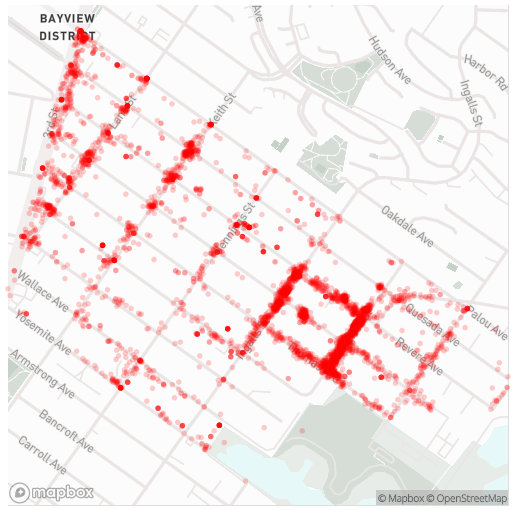 BAYVIEW
DISTRICT
Ave
Hudson Ave
Harbor Rd
Ingalls St
3rd St
Lane St
Keith St
Jennings St
Oakdale Ave
Wallace Ave
Yosemite Ave
Armstrong Ave
Bancroft Ave
Carroll Ave
Quesada Ave
Palou Ave
Revere Ave
mapbox
© Mapbox © OpenStreetMap